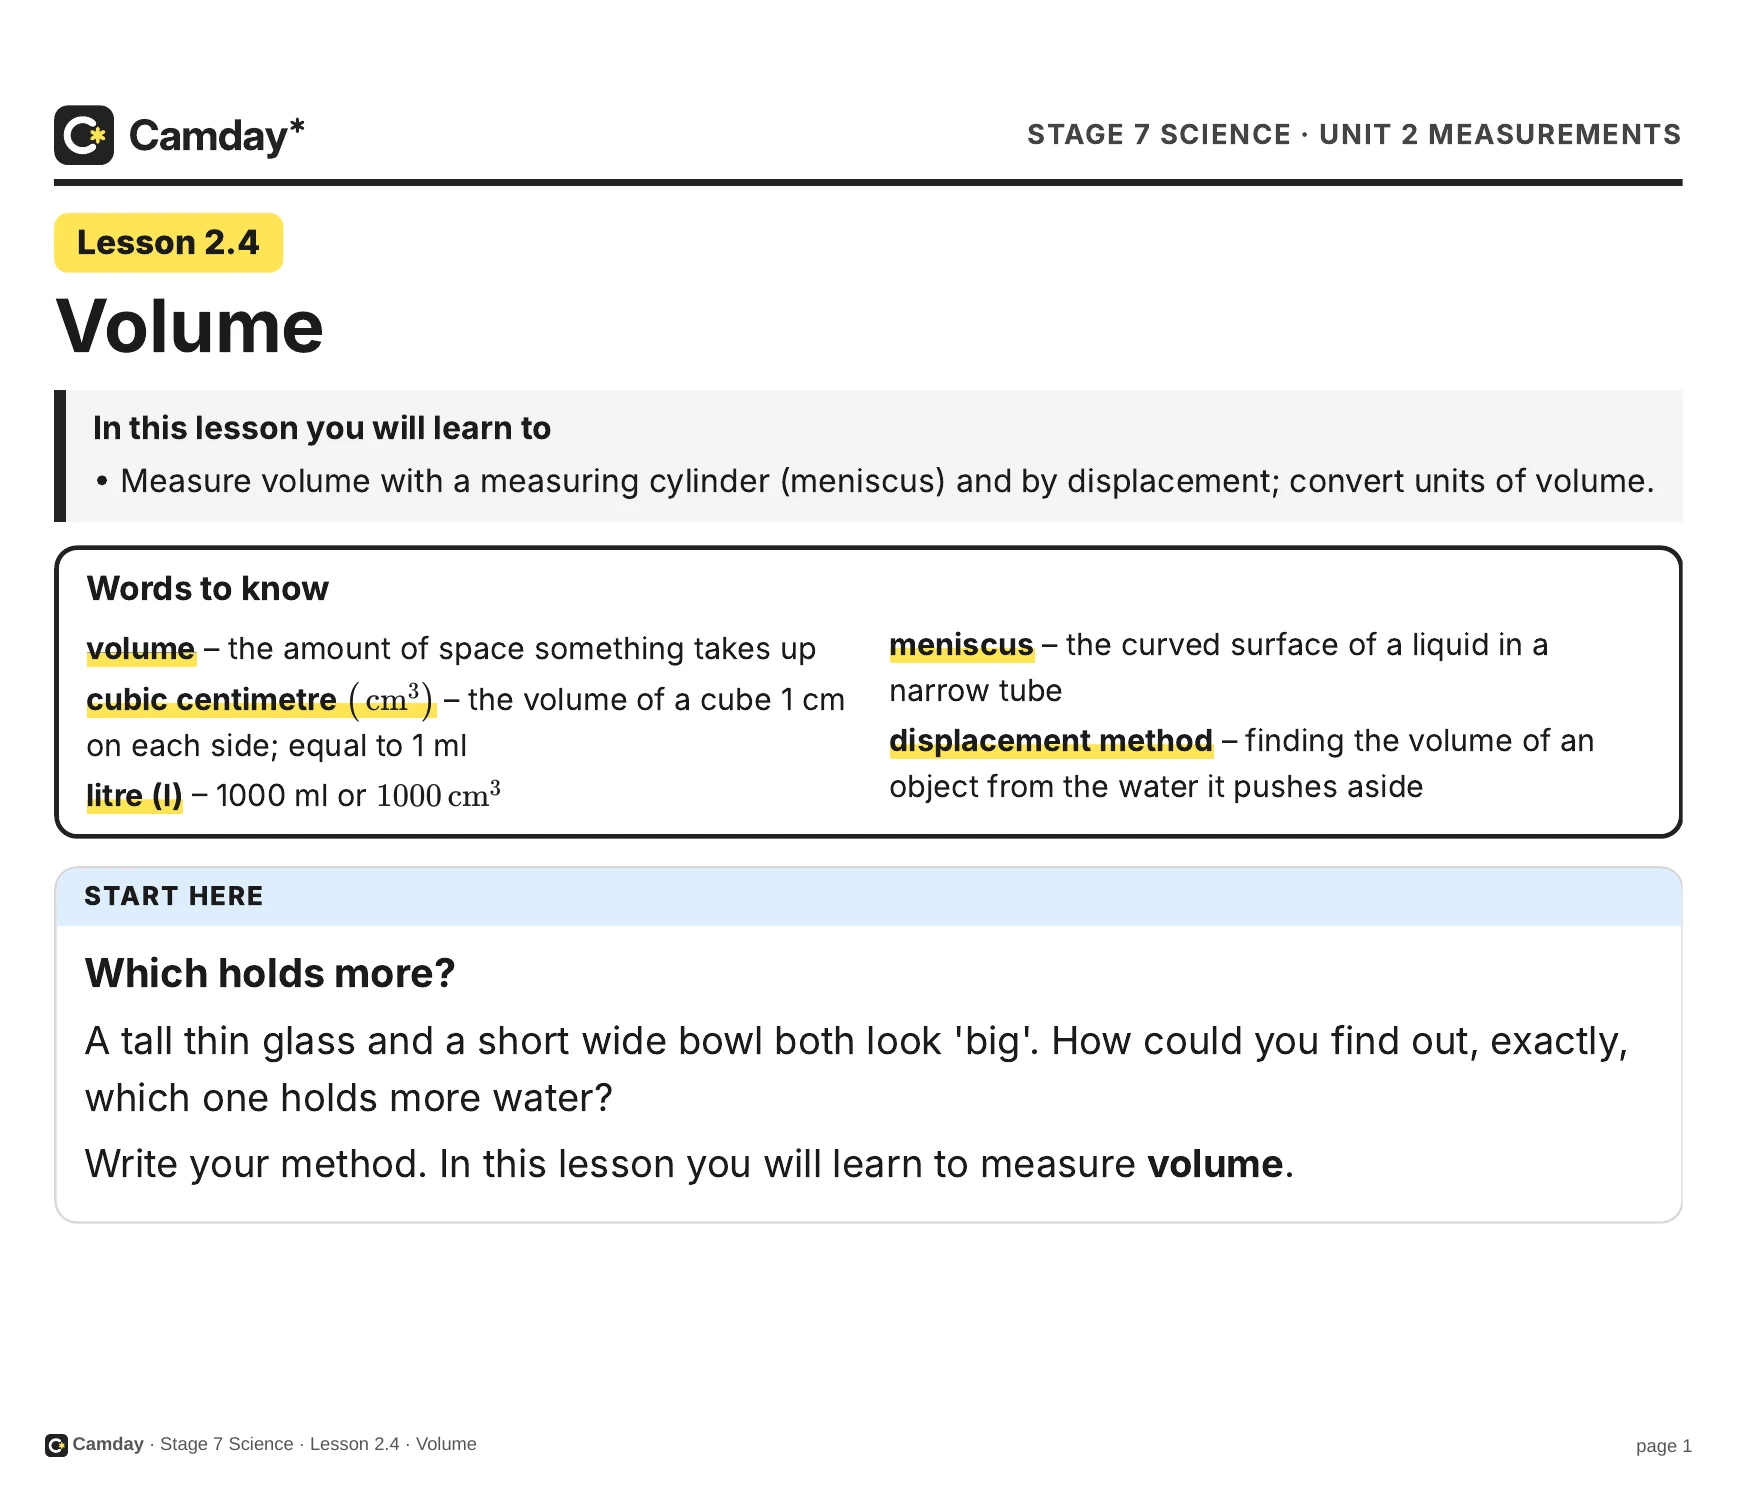 Camday*
STAGE 7 SCIENCE · UNIT 2 MEASUREMENTS
Lesson 2.4
Volume
In this lesson you will learn to
• Measure volume with a measuring cylinder (meniscus) and by displacement; convert units of volume.
Words to know
volume – the amount of space something takes up
cubic centimetre (cm³) – the volume of a cube 1 cm
on each side; equal to 1 ml
litre (l) – 1000 ml or 1000 cm³
meniscus – the curved surface of a liquid in a
narrow tube
displacement method – finding the volume of an
object from the water it pushes aside
START HERE
Which holds more?
A tall thin glass and a short wide bowl both look 'big'. How could you find out, exactly,
which one holds more water?
Write your method. In this lesson you will learn to measure volume.
Camday · Stage 7 Science · Lesson 2.4 · Volume
page 1